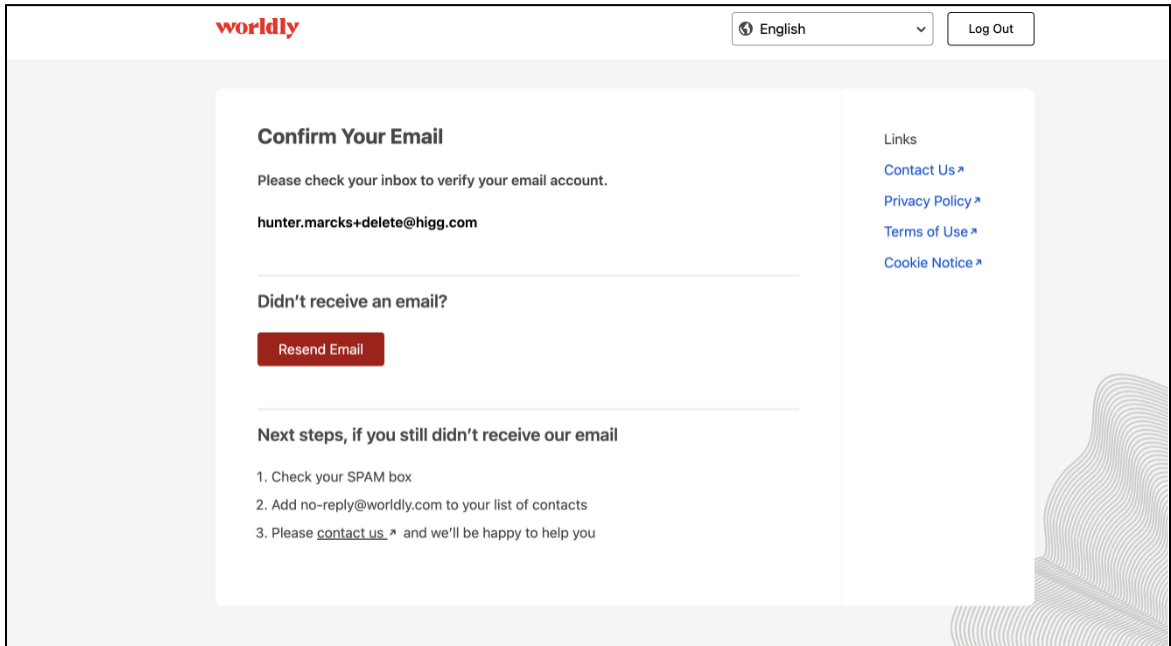 worldly
English
Log Out
Confirm Your Email
Please check your inbox to verify your email account.
hunter.marcks+delete@higg.com
Didn’t receive an email?
Resend Email
Next steps, if you still didn’t receive our email
1. Check your SPAM box
2. Add no-reply@worldly.com to your list of contacts
3. Please contact us ↗ and we’ll be happy to help you
Links
Contact Us↗
Privacy Policy↗
Terms of Use↗
Cookie Notice↗